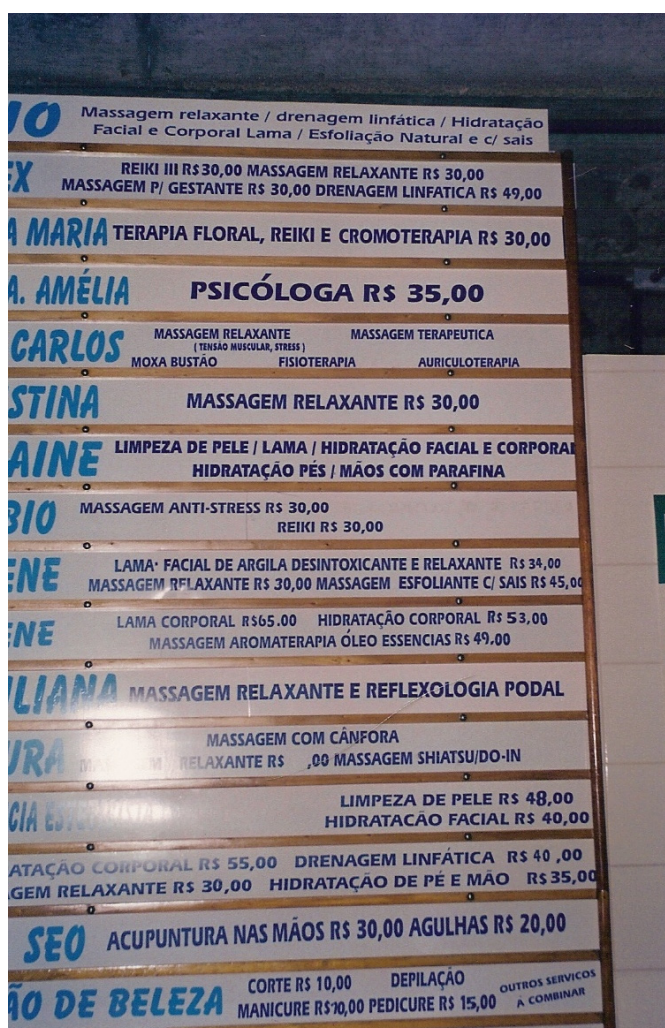 Massagem relaxante / drenagem linfática / Hidratação
Facial e Corporal Lama / Esfoliação Natural e c/ sais
EX REIKI III R$30,00 MASSAGEM RELAXANTE R$ 30,00
MASSAGEM P/ GESTANTE R$ 30,00 DRENAGEM LINFATICA R$ 49,00
A MARIA TERAPIA FLORAL, REIKI E CROMOTERAPIA R$ 30,00
A. AMÉLIA PSICÓLOGA R$ 35,00
CARLOS MASSAGEM RELAXANTE MASSAGEM TERAPEUTICA
( TENSÃO MUSCULAR, STRESS )
MOXA BUSTÃO FISIOTERAPIA AURICULOTERAPIA
STINA MASSAGEM RELAXANTE R$ 30,00
AINE LIMPEZA DE PELE / LAMA / HIDRATAÇÃO FACIAL E CORPORAL
HIDRATAÇÃO PÉS / MÃOS COM PARAFINA
BIO MASSAGEM ANTI-STRESS R$ 30,00
REIKI R$ 30,00
ENE LAMA· FACIAL DE ARGILA DESINTOXICANTE E RELAXANTE R$ 34,00
MASSAGEM RELAXANTE R$ 30,00 MASSAGEM ESFOLIANTE C/ SAIS R$ 45,00
ENE LAMA CORPORAL R$65.00 HIDRATAÇÃO CORPORAL R$ 53,00
MASSAGEM AROMATERAPIA ÓLEO ESSENCIAS R$ 49.00
ILIANA MASSAGEM RELAXANTE E REFLEXOLOGIA PODAL
URA MASSAGEM COM CÂNFORA
RELAXANTE R$ ,00 MASSAGEM SHIATSU/DO-IN
CIA LIMPEZA DE PELE R$ 48,00
HIDRATACÃO FACIAL R$ 40,00
ATAÇÃO CORPORAL R$ 55,00 DRENAGEM LINFÁTICA R$ 40 ,00
AGEM RELAXANTE R$ 30,00 HIDRATAÇÃO DE PÉ E MÃO R$35,00
SEO ACUPUNTURA NAS MÃOS R$ 30,00 AGULHAS R$ 20,00
ÃO DE BELEZA CORTE R$ 10,00 DEPILAÇÃO OUTROS SERVICOS
MANICURE R$10,00 PEDICURE R$ 15,00 À COMBINAR